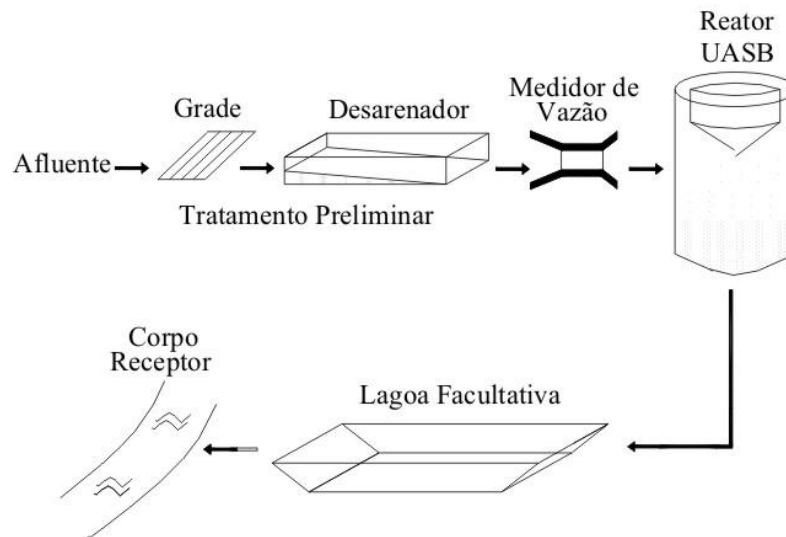 Reator
UASB
Medidor de
Vazão
Grade
Desarenador
Afluente
Tratamento Preliminar
Corpo
Receptor
Lagoa Facultativa